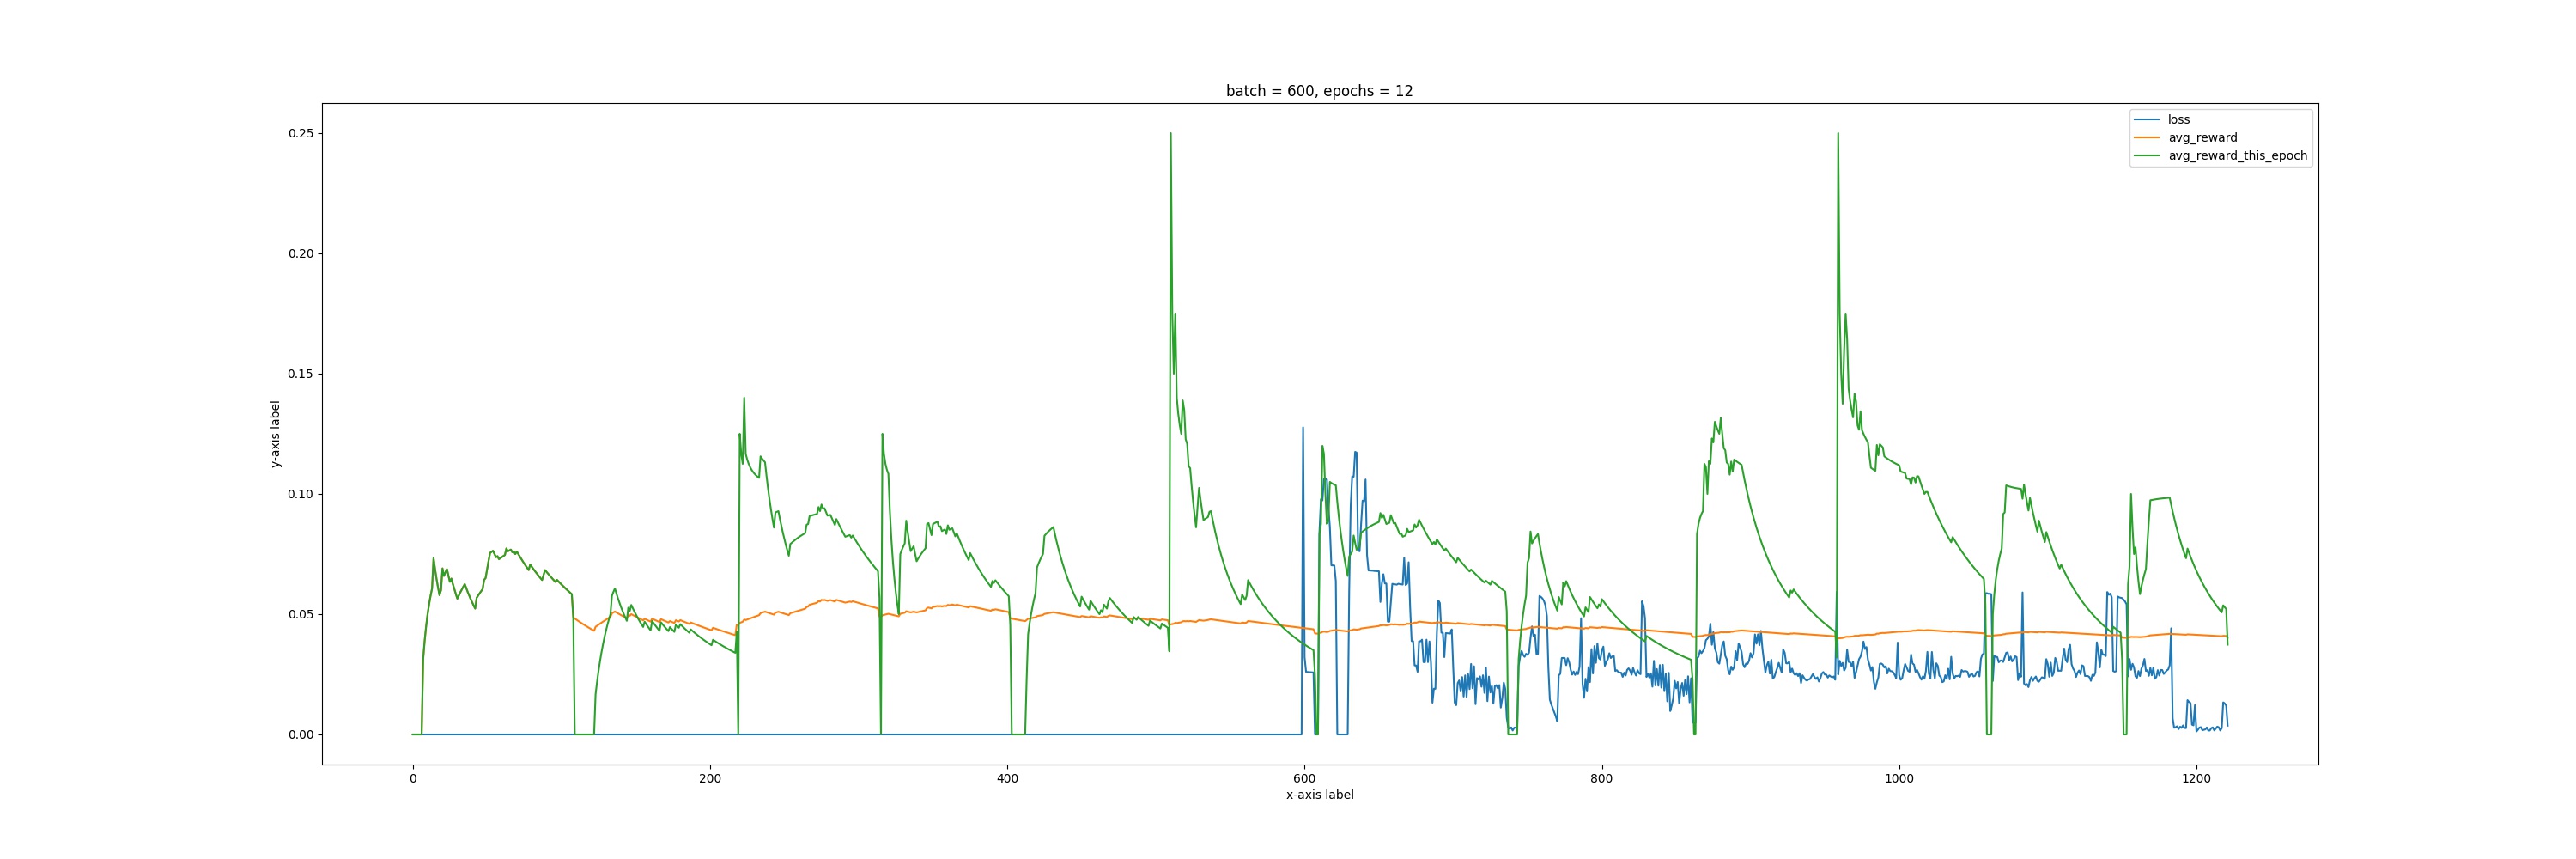 batch = 600, epochs = 12
loss
avg_reward
avg_reward_this_epoch
0.25
0.20
0.15
0.10
0.05
0.00
y-axis label
0
200
400
600
800
1000
1200
x-axis label